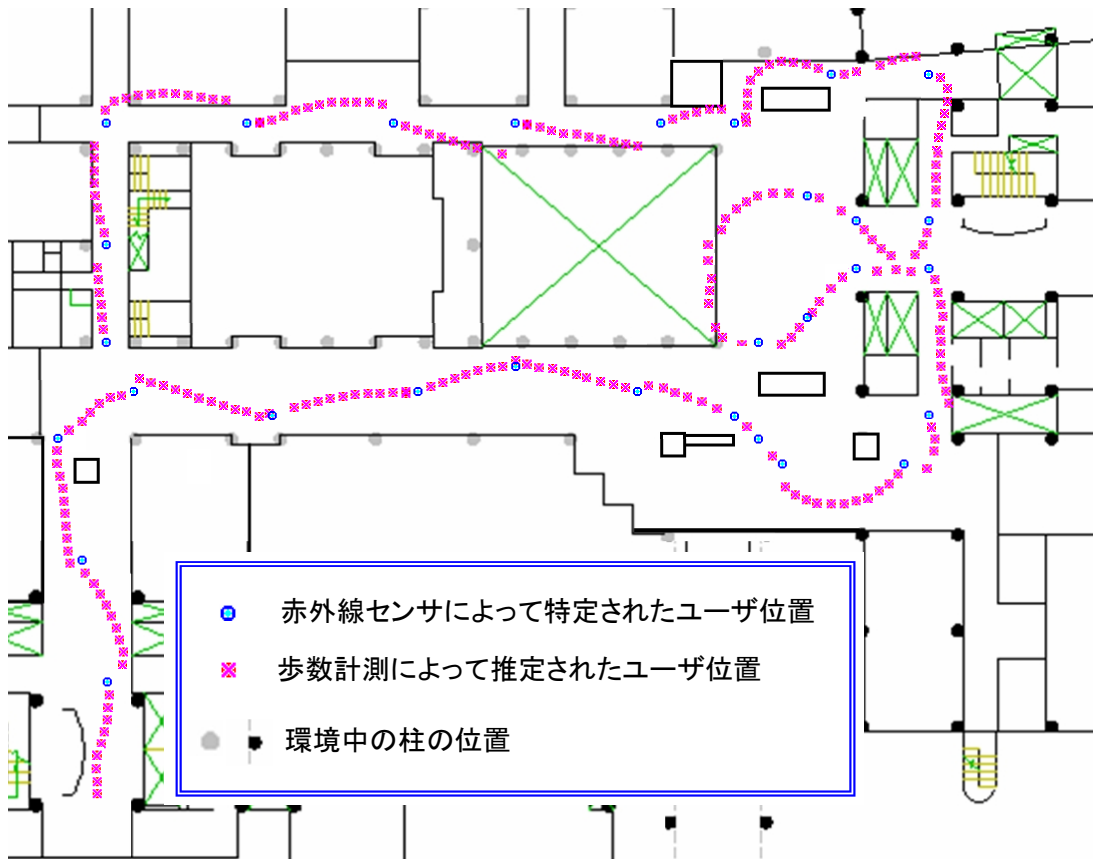 赤外線センサによって特定されたユーザ位置
歩数計測によって推定されたユーザ位置
環境中の柱の位置